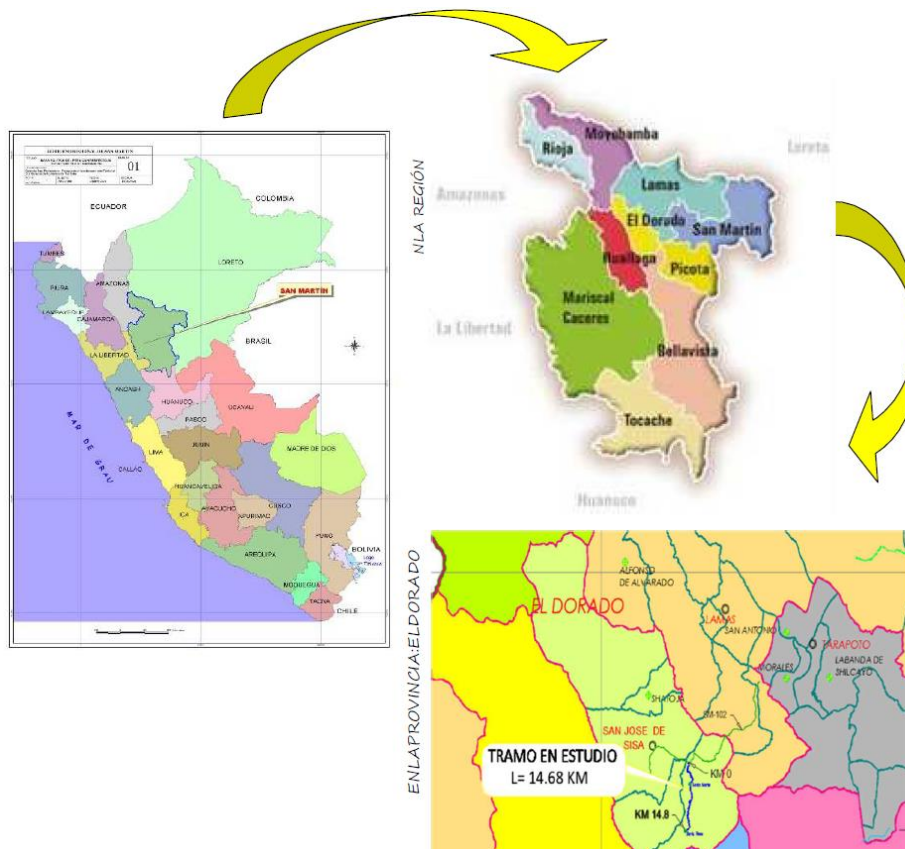 01
ECUADOR
COLOMBIA
TUMBES
PIURA
AMAZONAS
LORETO
LAMBAYEQUE
CAJAMARCA
SAN MARTÍN
LA LIBERTAD
BRASIL
ANCASH
HUANUCO
UCAYALI
PASCO
MAR DE GRAU
LIMA
JUNIN
MADRE DE DIOS
CALLAO
HUANCAVELICA
CUSCO
ICA
AYACUCHO
APURIMAC
PUNO
AREQUIPA
BOLIVIA
MOQUEGUA
TACNA
CHILE
NLA REGIÓN
Moyobamba
Rioja
Loreto
Lamas
Amazonas
El Dorado
San Martin
Huallaga
Picota
Mariscal
Caceres
La Libertad
Bellavista
Tocache
Huanuco
ENLAPROVINCIA:ELDORADO
ALFONSO
DE ALVARADO
EL DORADO
LAMAS
SAN ANTONIO
TARAPOTO
MORALES
LABANDA DE
SHILCAYO
SHATOJA
SAN JOSE DE
SISA
TRAMO EN ESTUDIO
L= 14.68 KM
KM 0
KM 14.8